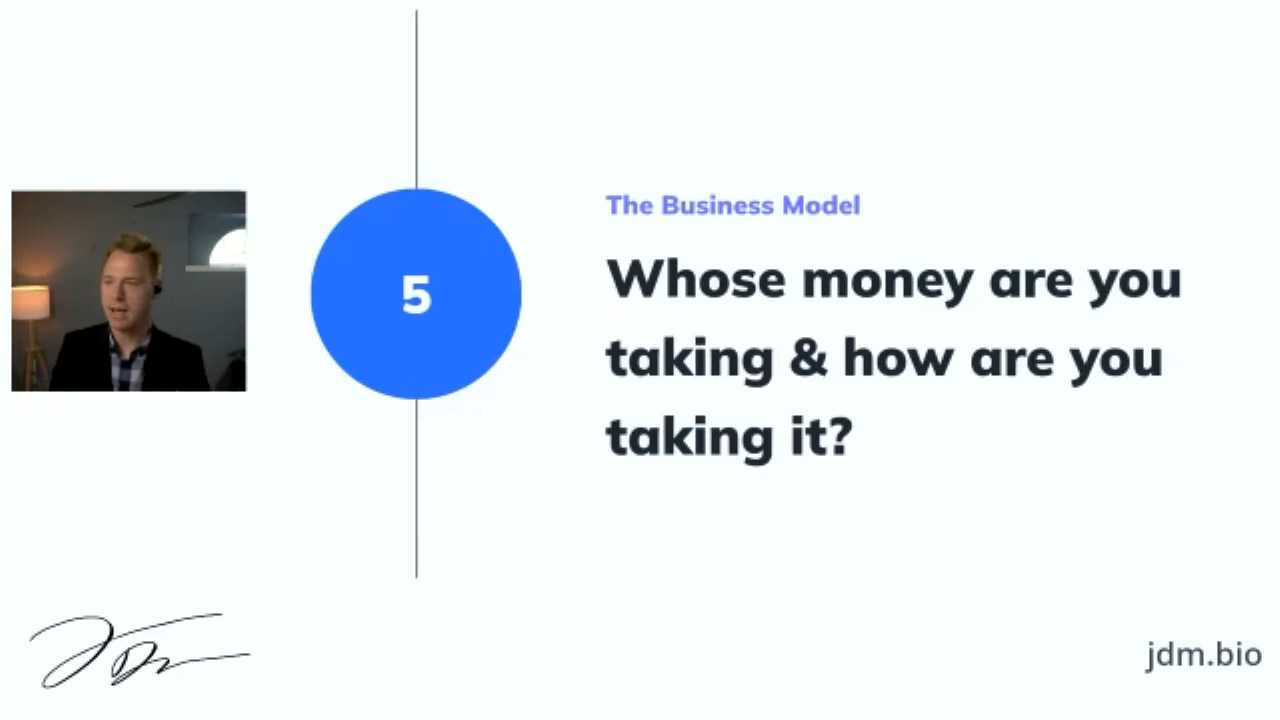 5
The Business Model
Whose money are you
taking & how are you
taking it?
jdm.bio